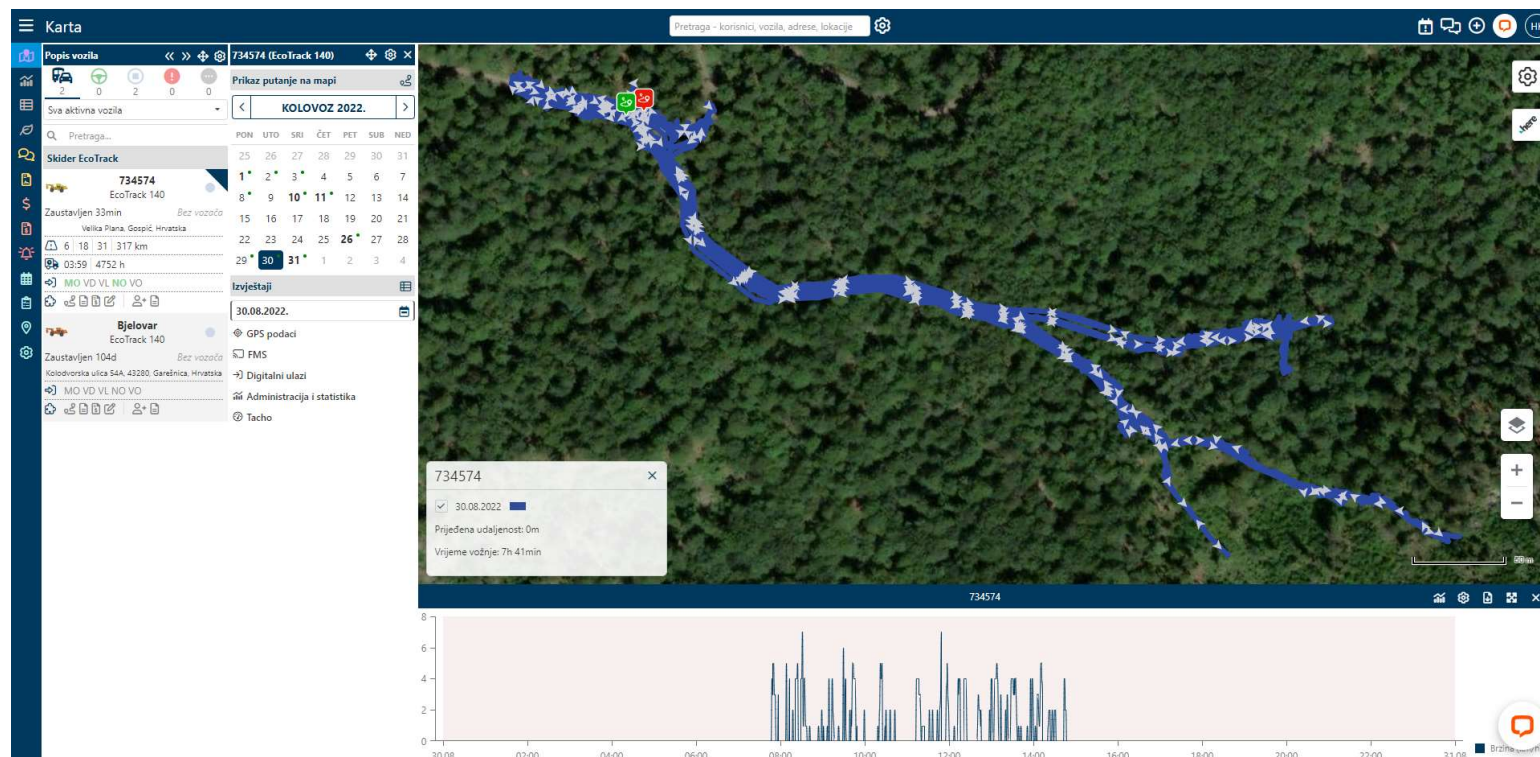 Karta
Pretraga - korisnici, vozila, adrese, lokacije
Popis vozila
2 0 2 0 0
Sva aktivna vozila
Pretraga...
Skider EcoTrack
734574
EcoTrack 140
Zaustavljen 33min Bez vozača
Velika Plana, Gospić, Hrvatska
6 18 31 317 km
03:59 4752 h
MO VD VL NO VO
Bjelovar
EcoTrack 140
Zaustavljen 104d Bez vozača
Kolodvorska ulica 54A, 43280, Garešnica, Hrvatska
MO VD VL NO VO
734574 (EcoTrack 140)
Prikaz putanje na mapi
KOLOVOZ 2022.
PON UTO SRI ČET PET SUB NED
25 26 27 28 29 30 31
1 2 3 4 5 6 7
8 9 10 11 12 13 14
15 16 17 18 19 20 21
22 23 24 25 26 27 28
29 30 31 1 2 3 4
Izvještaji
30.08.2022.
GPS podaci
FMS
Digitalni ulazi
Administracija i statistika
Tacho
here
734574
30.08.2022
Prijeđena udaljenost: 0m
Vrijeme vožnje: 7h 41min
50 m
734574
8
6
4
2
0
30.08 02:00 04:00 06:00 08:00 10:00 12:00 14:00 16:00 18:00 20:00 22:00 31.08
Brzina